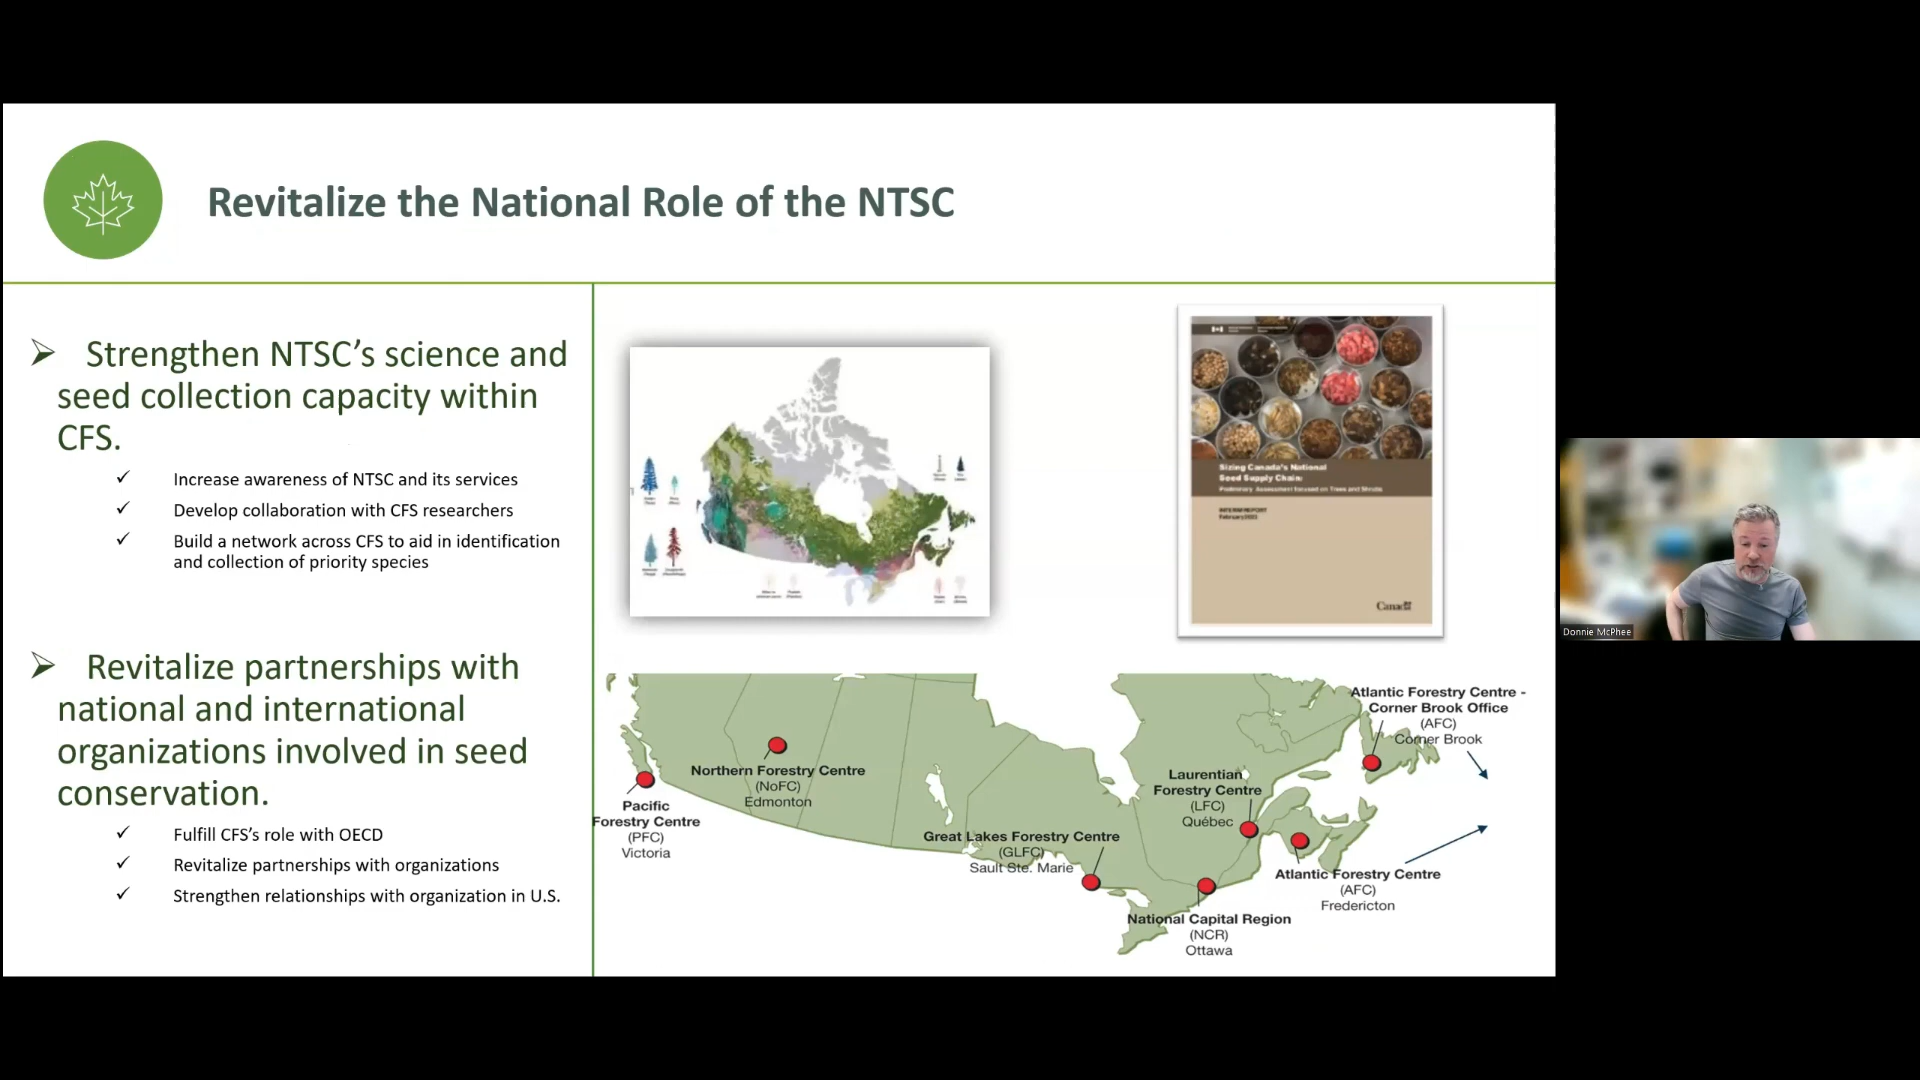 Revitalize the National Role of the NTSC
➢ Strengthen NTSC’s science and
seed collection capacity within
CFS.
✓ Increase awareness of NTSC and its services
✓ Develop collaboration with CFS researchers
✓ Build a network across CFS to aid in identification
and collection of priority species
➢ Revitalize partnerships with
national and international
organizations involved in seed
conservation.
✓ Fulfill CFS’s role with OECD
✓ Revitalize partnerships with organizations
✓ Strengthen relationships with organization in U.S.
Sizing Canada's National
Seed Supply Chain:
Preliminary Assessment focused on Trees and Shrubs
INTERIM REPORT
Canada
Pacific
Forestry Centre
(PFC)
Victoria
Northern Forestry Centre
(NoFC)
Edmonton
Great Lakes Forestry Centre
(GLFC)
Sault Ste. Marie
Laurentian
Forestry Centre
(LFC)
Québec
National Capital Region
(NCR)
Ottawa
Atlantic Forestry Centre -
Corner Brook Office
(AFC)
Corner Brook
Atlantic Forestry Centre
(AFC)
Fredericton
Donnie McPhee